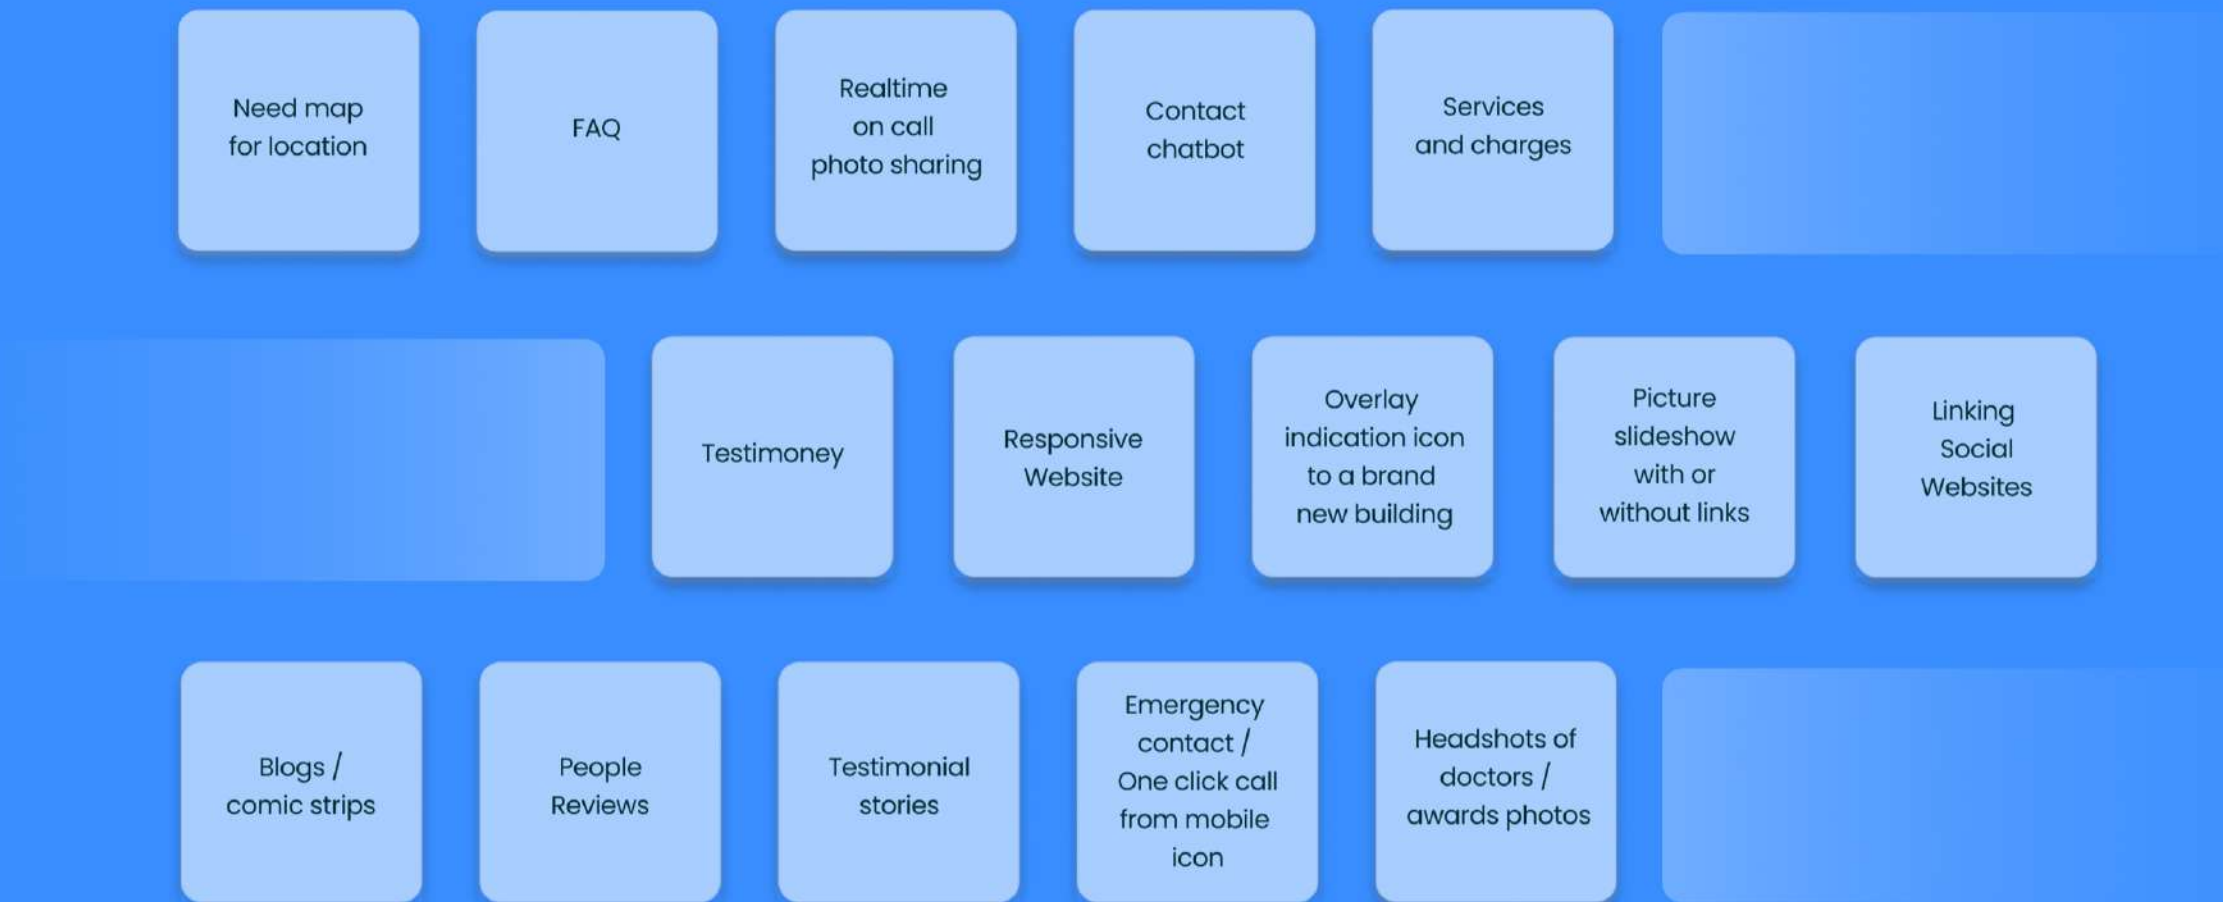 Need map
for location
FAQ
Realtime
on call
photo sharing
Contact
chatbot
Services
and charges
Testimoney
Responsive
Website
Overlay
indication icon
to a brand
new building
Picture
slideshow
with or
without links
Linking
Social
Websites
Blogs /
comic strips
People
Reviews
Testimonial
stories
Emergency
contact /
One click call
from mobile
icon
Headshots of
doctors /
awards photos